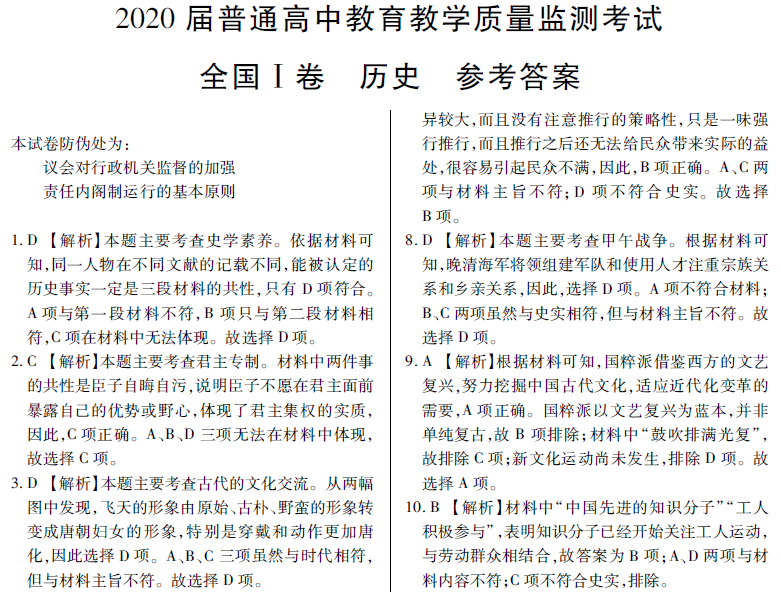 2020 届普通高中教育教学质量监测考试
全国Ⅰ卷 历史 参考答案
本试卷防伪处为:
议会对行政机关监督的加强
责任内阁制运行的基本原则
1. D 【解析】本题主要考查史学素养。依据材料可
知,同一人物在不同文献的记载不同,能被认定的
历史事实一定是三段材料的共性,只有 D 项符合。
A 项与第一段材料不符,B 项只与第二段材料相
符,C 项在材料中无法体现。故选择 D 项。
2. C 【解析】本题主要考查君主专制。材料中两件事
的共性是臣子自晦自污,说明臣子不愿在君主面前
暴露自己的优势或野心,体现了君主集权的实质,
因此,C 项正确。A、B、D 三项无法在材料中体现,
故选择 C 项。
3. D 【解析】本题主要考查古代的文化交流。从两幅
图中发现,飞天的形象由原始、古朴、野蛮的形象转
变成唐朝妇女的形象,特别是穿戴和动作更加唐
化,因此选择 D 项。A、B、C 三项虽然与时代相符,
但与材料主旨不符。故选择 D 项。
异较大,而且没有注意推行的策略性,只是一味强
行推行,而且推行之后还无法给民众带来实际的益
处,很容易引起民众不满,因此,B 项正确。A、C 两
项与材料主旨不符;D 项不符合史实。故选择
B 项。
8. D 【解析】本题主要考查甲午战争。根据材料可
知,晚清海军将领组建军队和使用人才注重宗族关
系和乡亲关系,因此,选择 D 项。A 项不符合材料;
B、C 两项虽然与史实相符,但与材料主旨不符。故
选择 D 项。
9. A 【解析】根据材料可知,国粹派借鉴西方的文艺
复兴,努力挖掘中国古代文化,适应近代化变革的
需要,A 项正确。国粹派以文艺复兴为蓝本,并非
单纯复古,故 B 项排除;材料中“鼓吹排满光复”,
故排除 C 项;新文化运动尚未发生,排除 D 项。故
选择 A 项。
10. B 【解析】材料中“中国先进的知识分子”“工人
积极参与”,表明知识分子已经开始关注工人运动,
与劳动群众相结合,故答案为 B 项;A、D 两项与材
料内容不符;C 项不符合史实,排除。